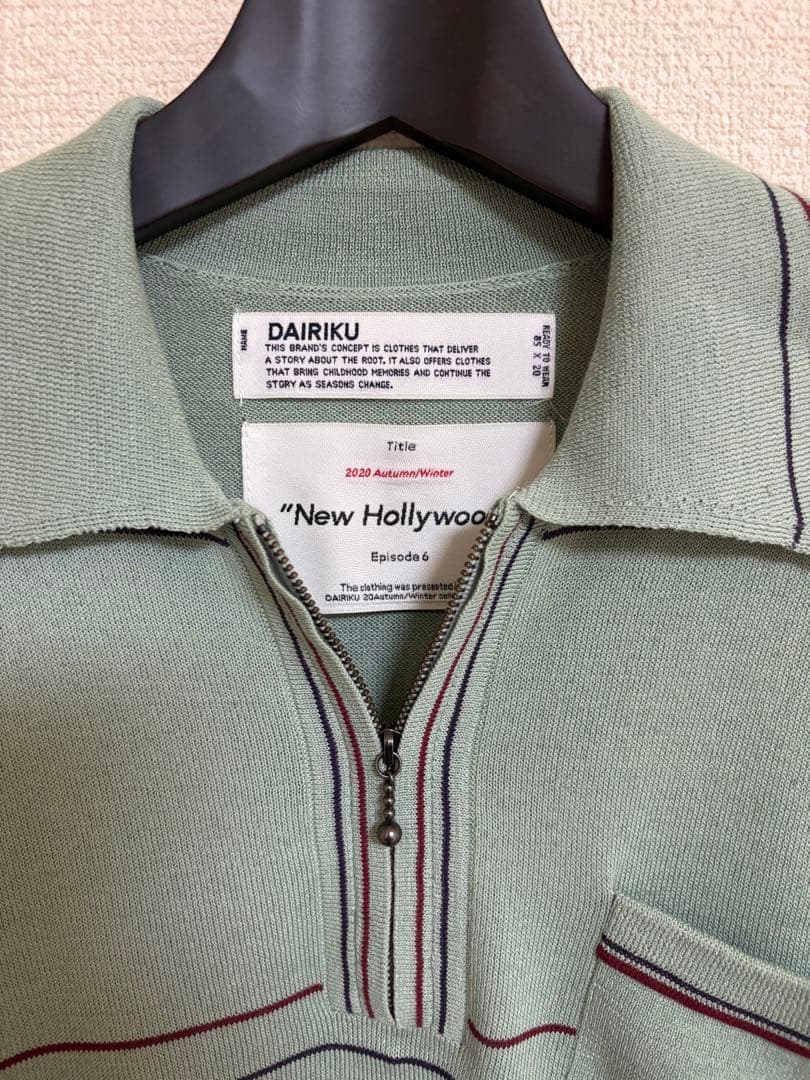 NAME
DAIRIKU
THIS BRAND'S CONCEPT IS CLOTHES THAT DELIVER
A STORY ABOUT THE ROOT. IT ALSO OFFERS CLOTHES
THAT BRING CHILDHOOD MEMORIES AND CONTINUE THE
STORY AS SEASONS CHANGE.
READY TO WEAR
85 X 20
Title
2020 Autumn/Winter
"New Hollywoo
Episode 6
The clothing was presented
DAIRIKU 20Autumn/Winter